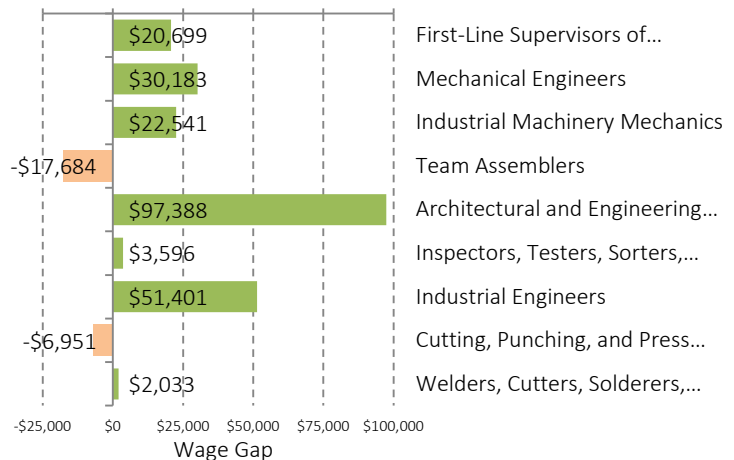 $20,699 First-Line Supervisors of…
$30,183 Mechanical Engineers
$22,541 Industrial Machinery Mechanics
-$17,684 Team Assemblers
$97,388 Architectural and Engineering…
$3,596 Inspectors, Testers, Sorters,…
$51,401 Industrial Engineers
-$6,951 Cutting, Punching, and Press…
$2,033 Welders, Cutters, Solderers,…
-$25,000 $0 $25,000 $50,000 $75,000 $100,000
Wage Gap